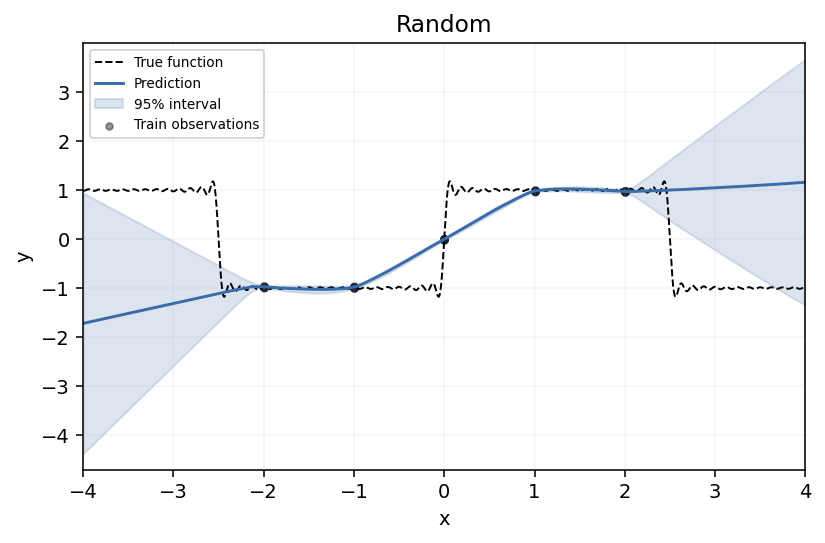 Random
True function
Prediction
95% interval
Train observations
3
2
1
0
−1
−2
−3
−4
y
−4 −3 −2 −1 0 1 2 3 4
x